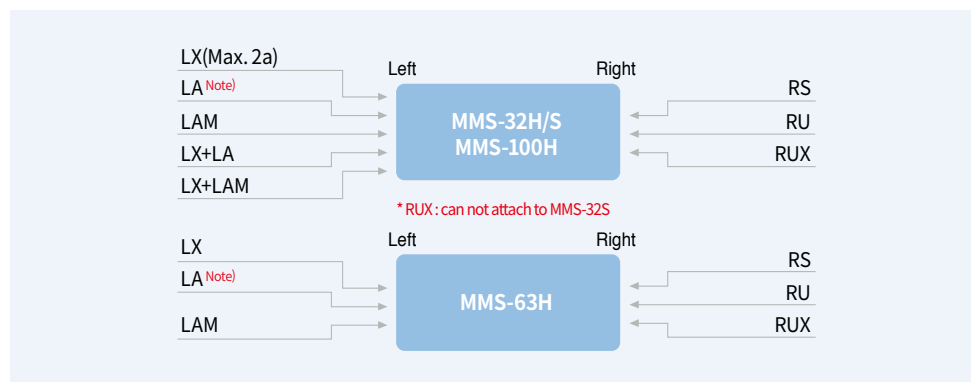 LX(Max. 2a)
LA Note)
LAM
LX+LA
LX+LAM
Left
Right
MMS-32H/S
MMS-100H
RS
RU
RUX
* RUX : can not attach to MMS-32S
LX
LA Note)
LAM
Left
Right
MMS-63H
RS
RU
RUX